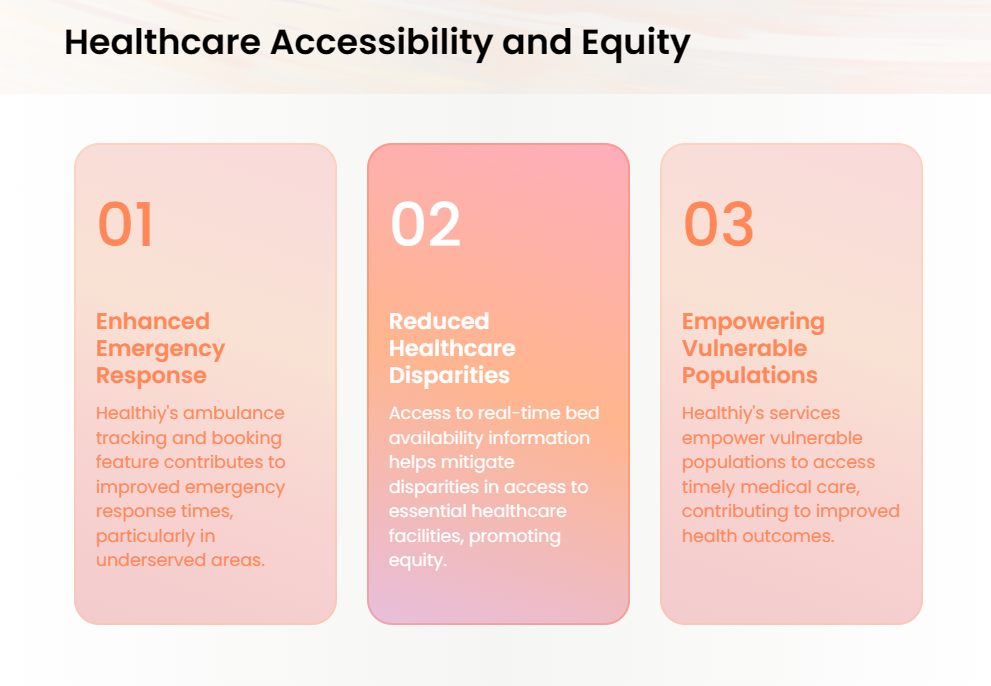 Healthcare Accessibility and Equity
01
Enhanced
Emergency
Response
Healthiy's ambulance
tracking and booking
feature contributes to
improved emergency
response times,
particularly in
underserved areas.
02
Reduced
Healthcare
Disparities
Access to real-time bed
availability information
helps mitigate
disparities in access to
essential healthcare
facilities, promoting
equity.
03
Empowering
Vulnerable
Populations
Healthiy's services
empower vulnerable
populations to access
timely medical care,
contributing to improved
health outcomes.